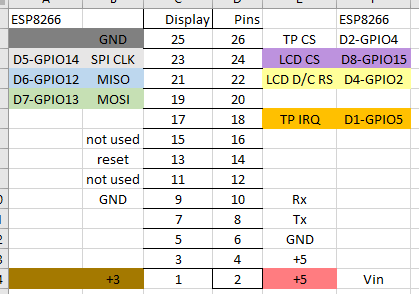 ESP8266 Display Pins ESP8266
GND 25 26 TP CS D2-GPIO4
D5-GPIO14 SPI CLK 23 24 LCD CS D8-GPIO15
D6-GPIO12 MISO 21 22 LCD D/C RS D4-GPIO2
D7-GPIO13 MOSI 19 20
17 18 TP IRQ D1-GPIO5
not used 15 16
reset 13 14
not used 11 12
GND 9 10 Rx
7 8 Tx
5 6 GND
3 4 +5
+3 1 2 +5 Vin